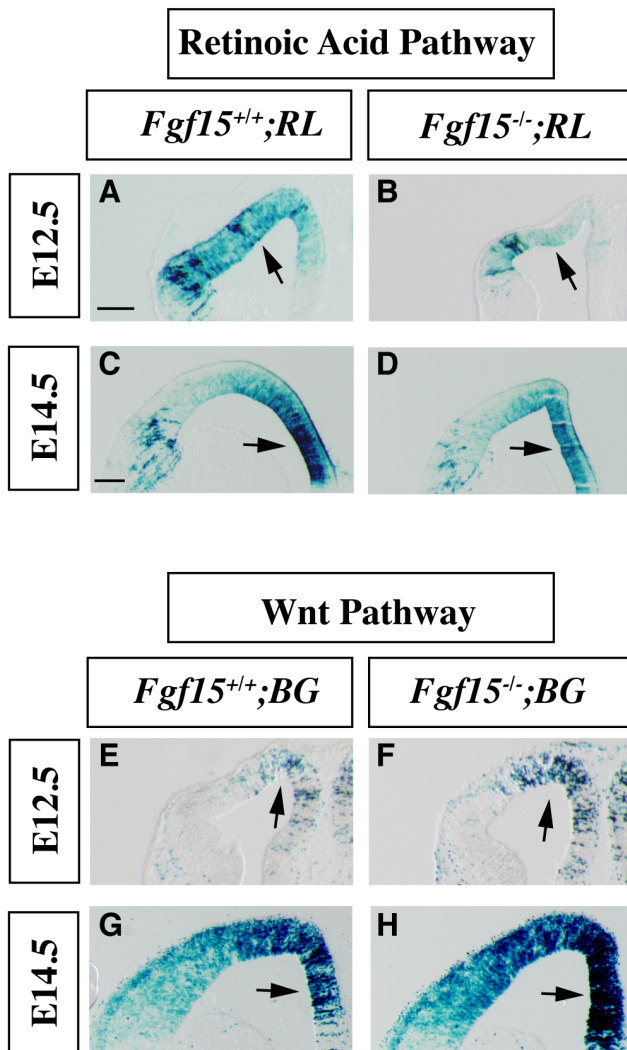 Retinoic Acid Pathway
Fgf15+/+;RL
Fgf15-/-;RL
E12.5
A
B
E14.5
C
D
Wnt Pathway
Fgf15+/+;BG
Fgf15-/-;BG
E12.5
E
F
E14.5
G
H